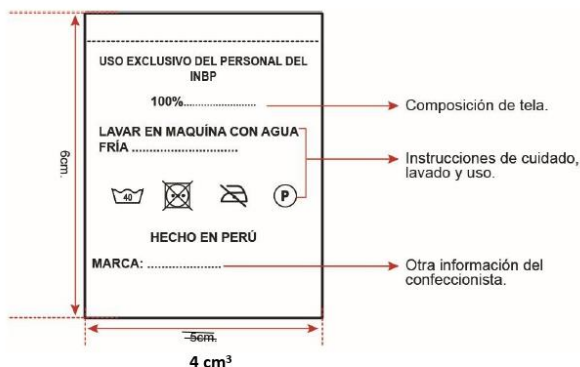 USO EXCLUSIVO DEL PERSONAL DEL
INBP
100%........................
Composición de tela.
LAVAR EN MAQUÍNA CON AGUA
FRÍA ................................
Instrucciones de cuidado,
lavado y uso.
6cm.
40
P
HECHO EN PERÚ
MARCA: ......................
Otra información del
confeccionista.
5cm.
4 cm³